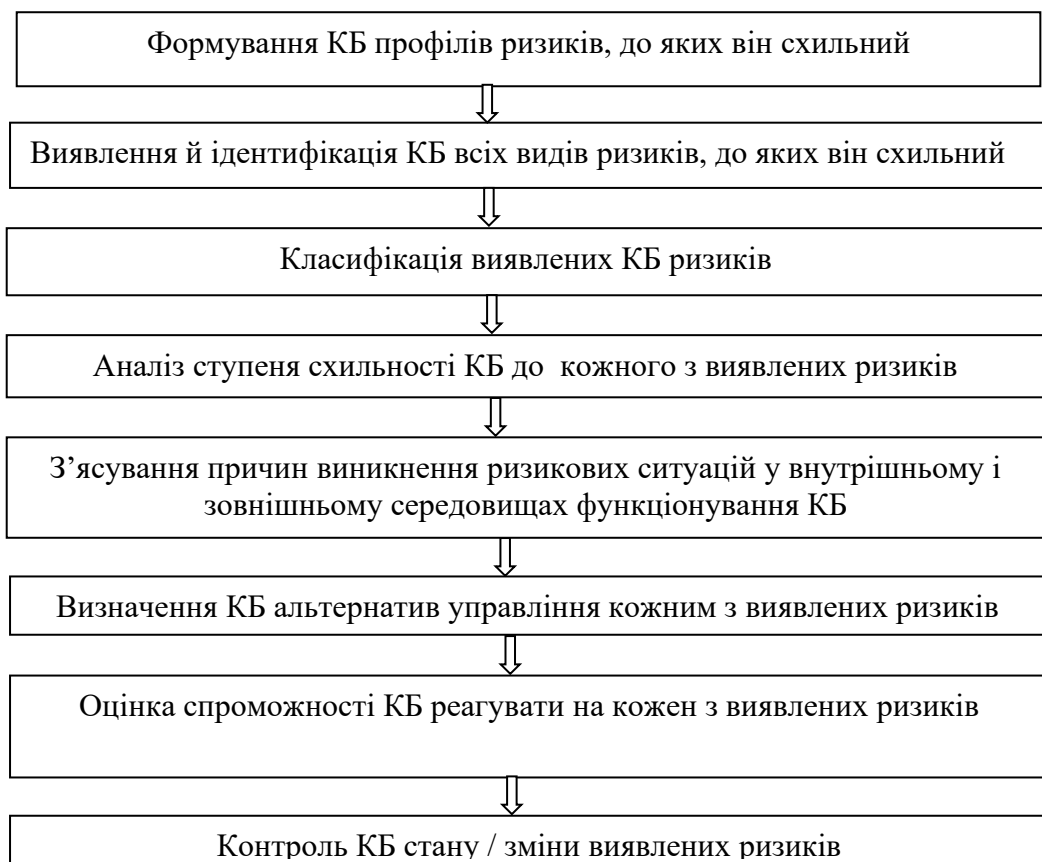 Формування КБ профілів ризиків, до яких він схильний
Виявлення й ідентифікація КБ всіх видів ризиків, до яких він схильний
Класифікація виявлених КБ ризиків
Аналіз ступеня схильності КБ до кожного з виявлених ризиків
З’ясування причин виникнення ризикових ситуацій у внутрішньому і
зовнішньому середовищах функціонування КБ
Визначення КБ альтернатив управління кожним з виявлених ризиків
Оцінка спроможності КБ реагувати на кожен з виявлених ризиків
Контроль КБ стану / зміни виявлених ризиків